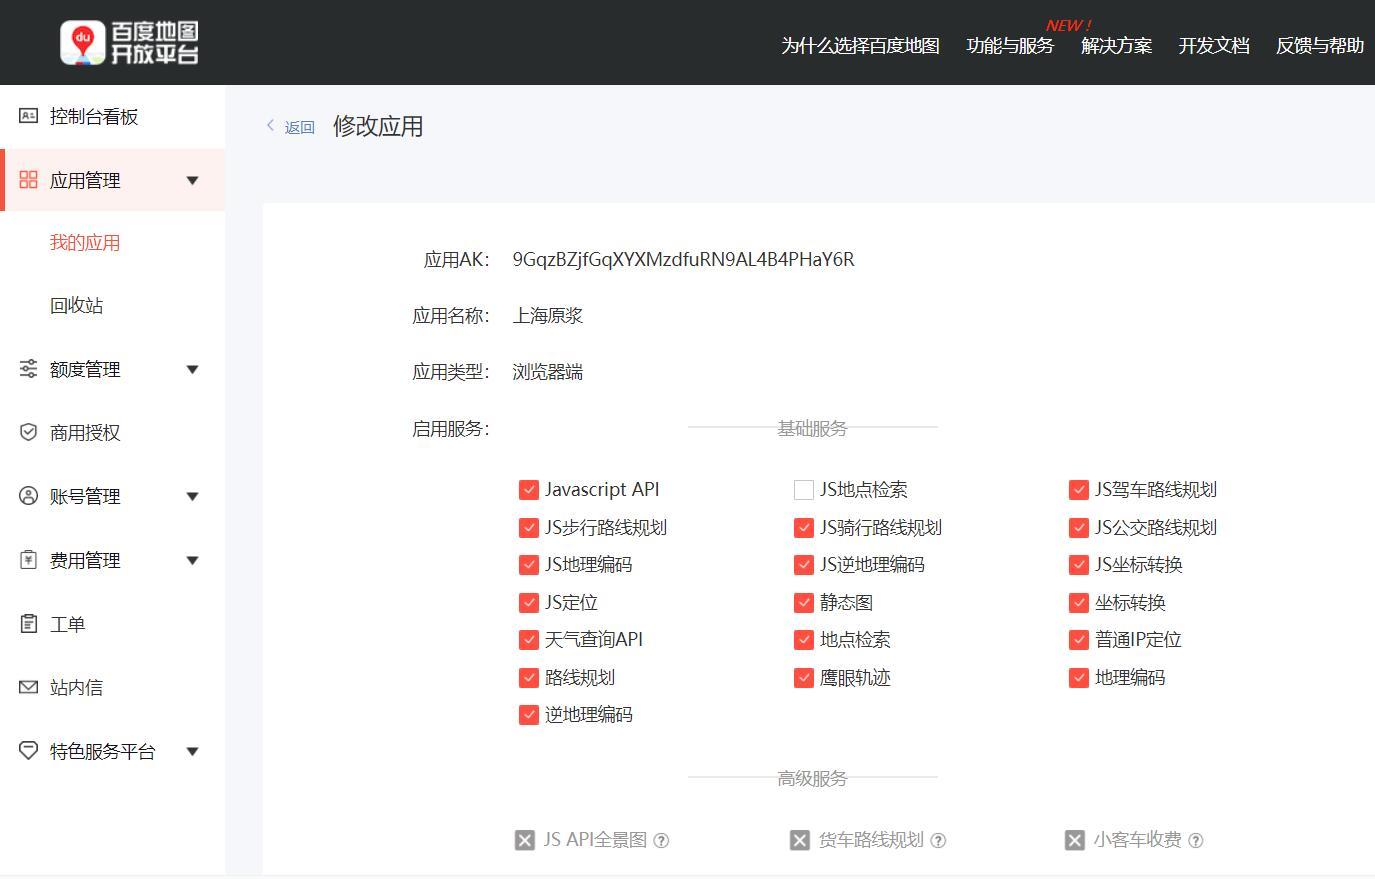 du 百度地图
开放平台
NEW !
为什么选择百度地图 功能与服务 解决方案 开发文档 反馈与帮助
控制台看板
应用管理
我的应用
回收站
额度管理
商用授权
账号管理
费用管理
工单
站内信
特色服务平台
返回 修改应用
应用AK： 9GqzBZjfGqXYXMzdfuRN9AL4B4PHaY6R
应用名称： 上海原浆
应用类型： 浏览器端
启用服务：
基础服务
Javascript API JS地点检索 JS驾车路线规划
JS步行路线规划 JS骑行路线规划 JS公交路线规划
JS地理编码 JS逆地理编码 JS坐标转换
JS定位 静态图 坐标转换
天气查询API 地点检索 普通IP定位
路线规划 鹰眼轨迹 地理编码
逆地理编码
高级服务
JS API全景图 ? 货车路线规划 ? 小客车收费 ?